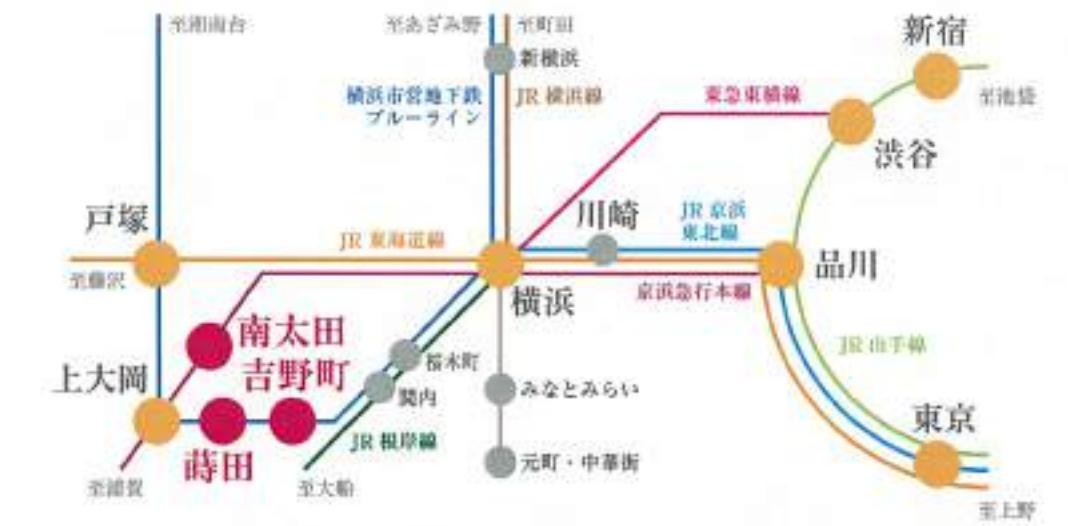 至湘南台
至あざみ野
至町田
新宿
新横浜
横浜市営地下鉄
ブルーライン
JR 横浜線
東急東横線
至池袋
渋谷
戸塚
川崎
JR 京浜
東北線
JR 東海道線
品川
至藤沢
京浜急行本線
横浜
南太田
吉野町
JR 山手線
桜木町
上大岡
関内
みなとみらい
東京
JR 根岸線
蒔田
元町・中華街
至浦賀
至大船
至上野